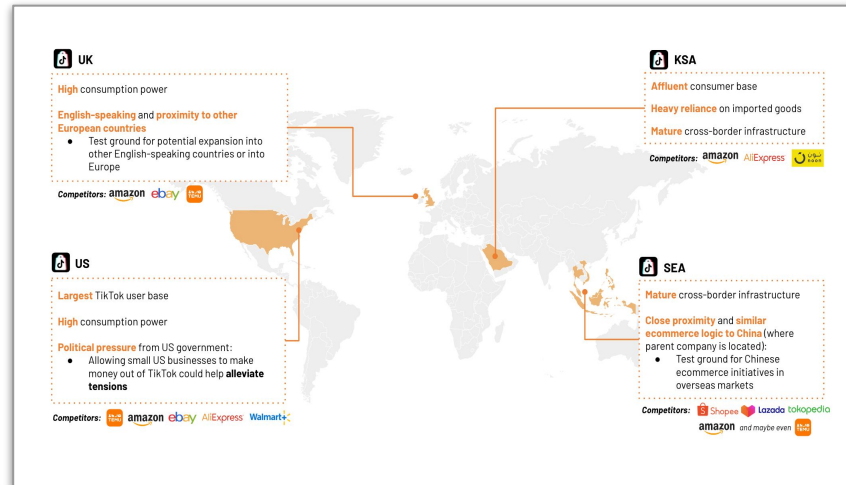 UK
High consumption power
English-speaking and proximity to other
European countries
● Test ground for potential expansion into
other English-speaking countries or into
Europe
Competitors: amazon ebay TEMU
US
Largest TikTok user base
High consumption power
Political pressure from US government:
● Allowing small US businesses to make
money out of TikTok could help alleviate
tensions
Competitors: TEMU amazon ebay AliExpress Walmart+
KSA
Affluent consumer base
Heavy reliance on imported goods
Mature cross-border infrastructure
Competitors: amazon AliExpress نون noon
SEA
Mature cross-border infrastructure
Close proximity and similar
ecommerce logic to China (where
parent company is located):
● Test ground for Chinese
ecommerce initiatives in
overseas markets
Competitors: Shopee Lazada tokopedia
amazon and maybe even TEMU